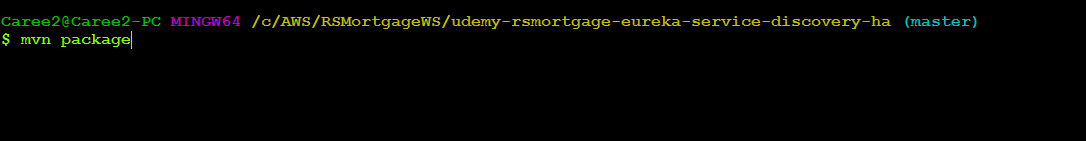 Caree2@Caree2-PC MINGW64 /c/AWS/RSMortgageWS/udemy-rsmortgage-eureka-service-discovery-ha (master)
$ mvn package